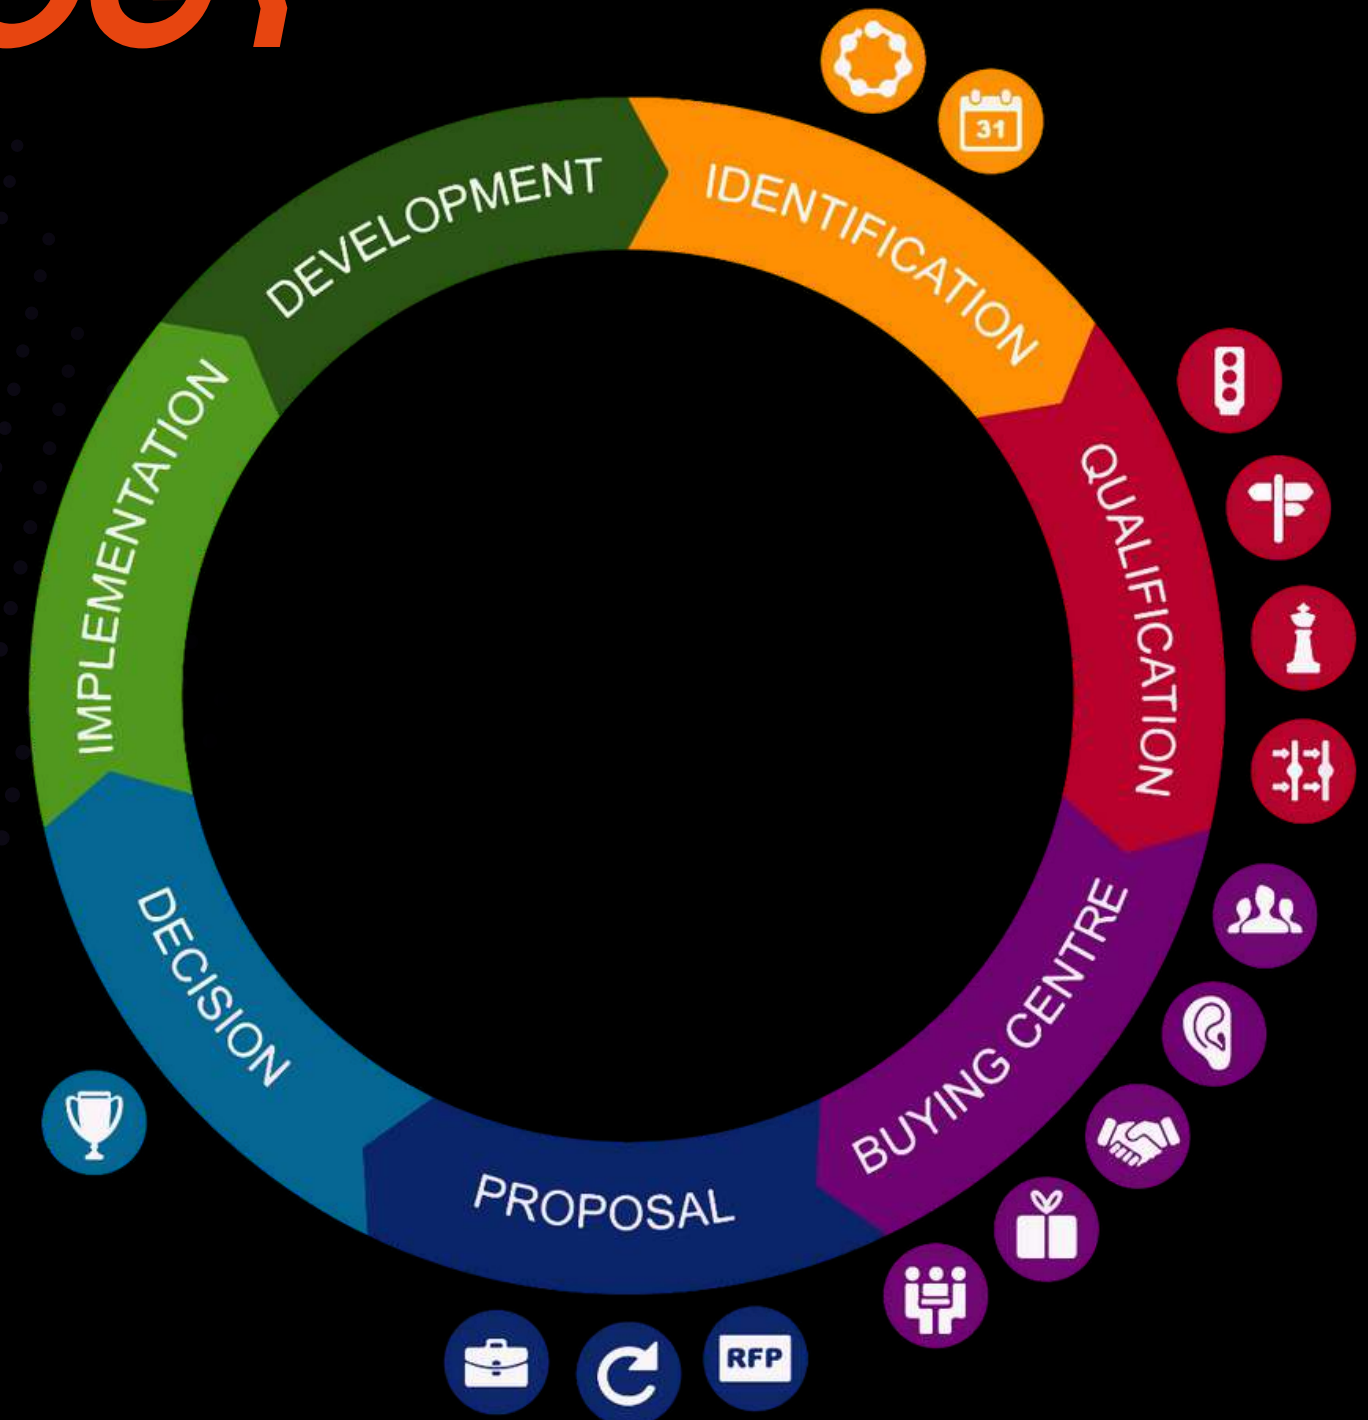 31
IDENTIFICATION
QUALIFICATION
BUYING CENTRE
PROPOSAL
RFP
DECISION
IMPLEMENTATION
DEVELOPMENT